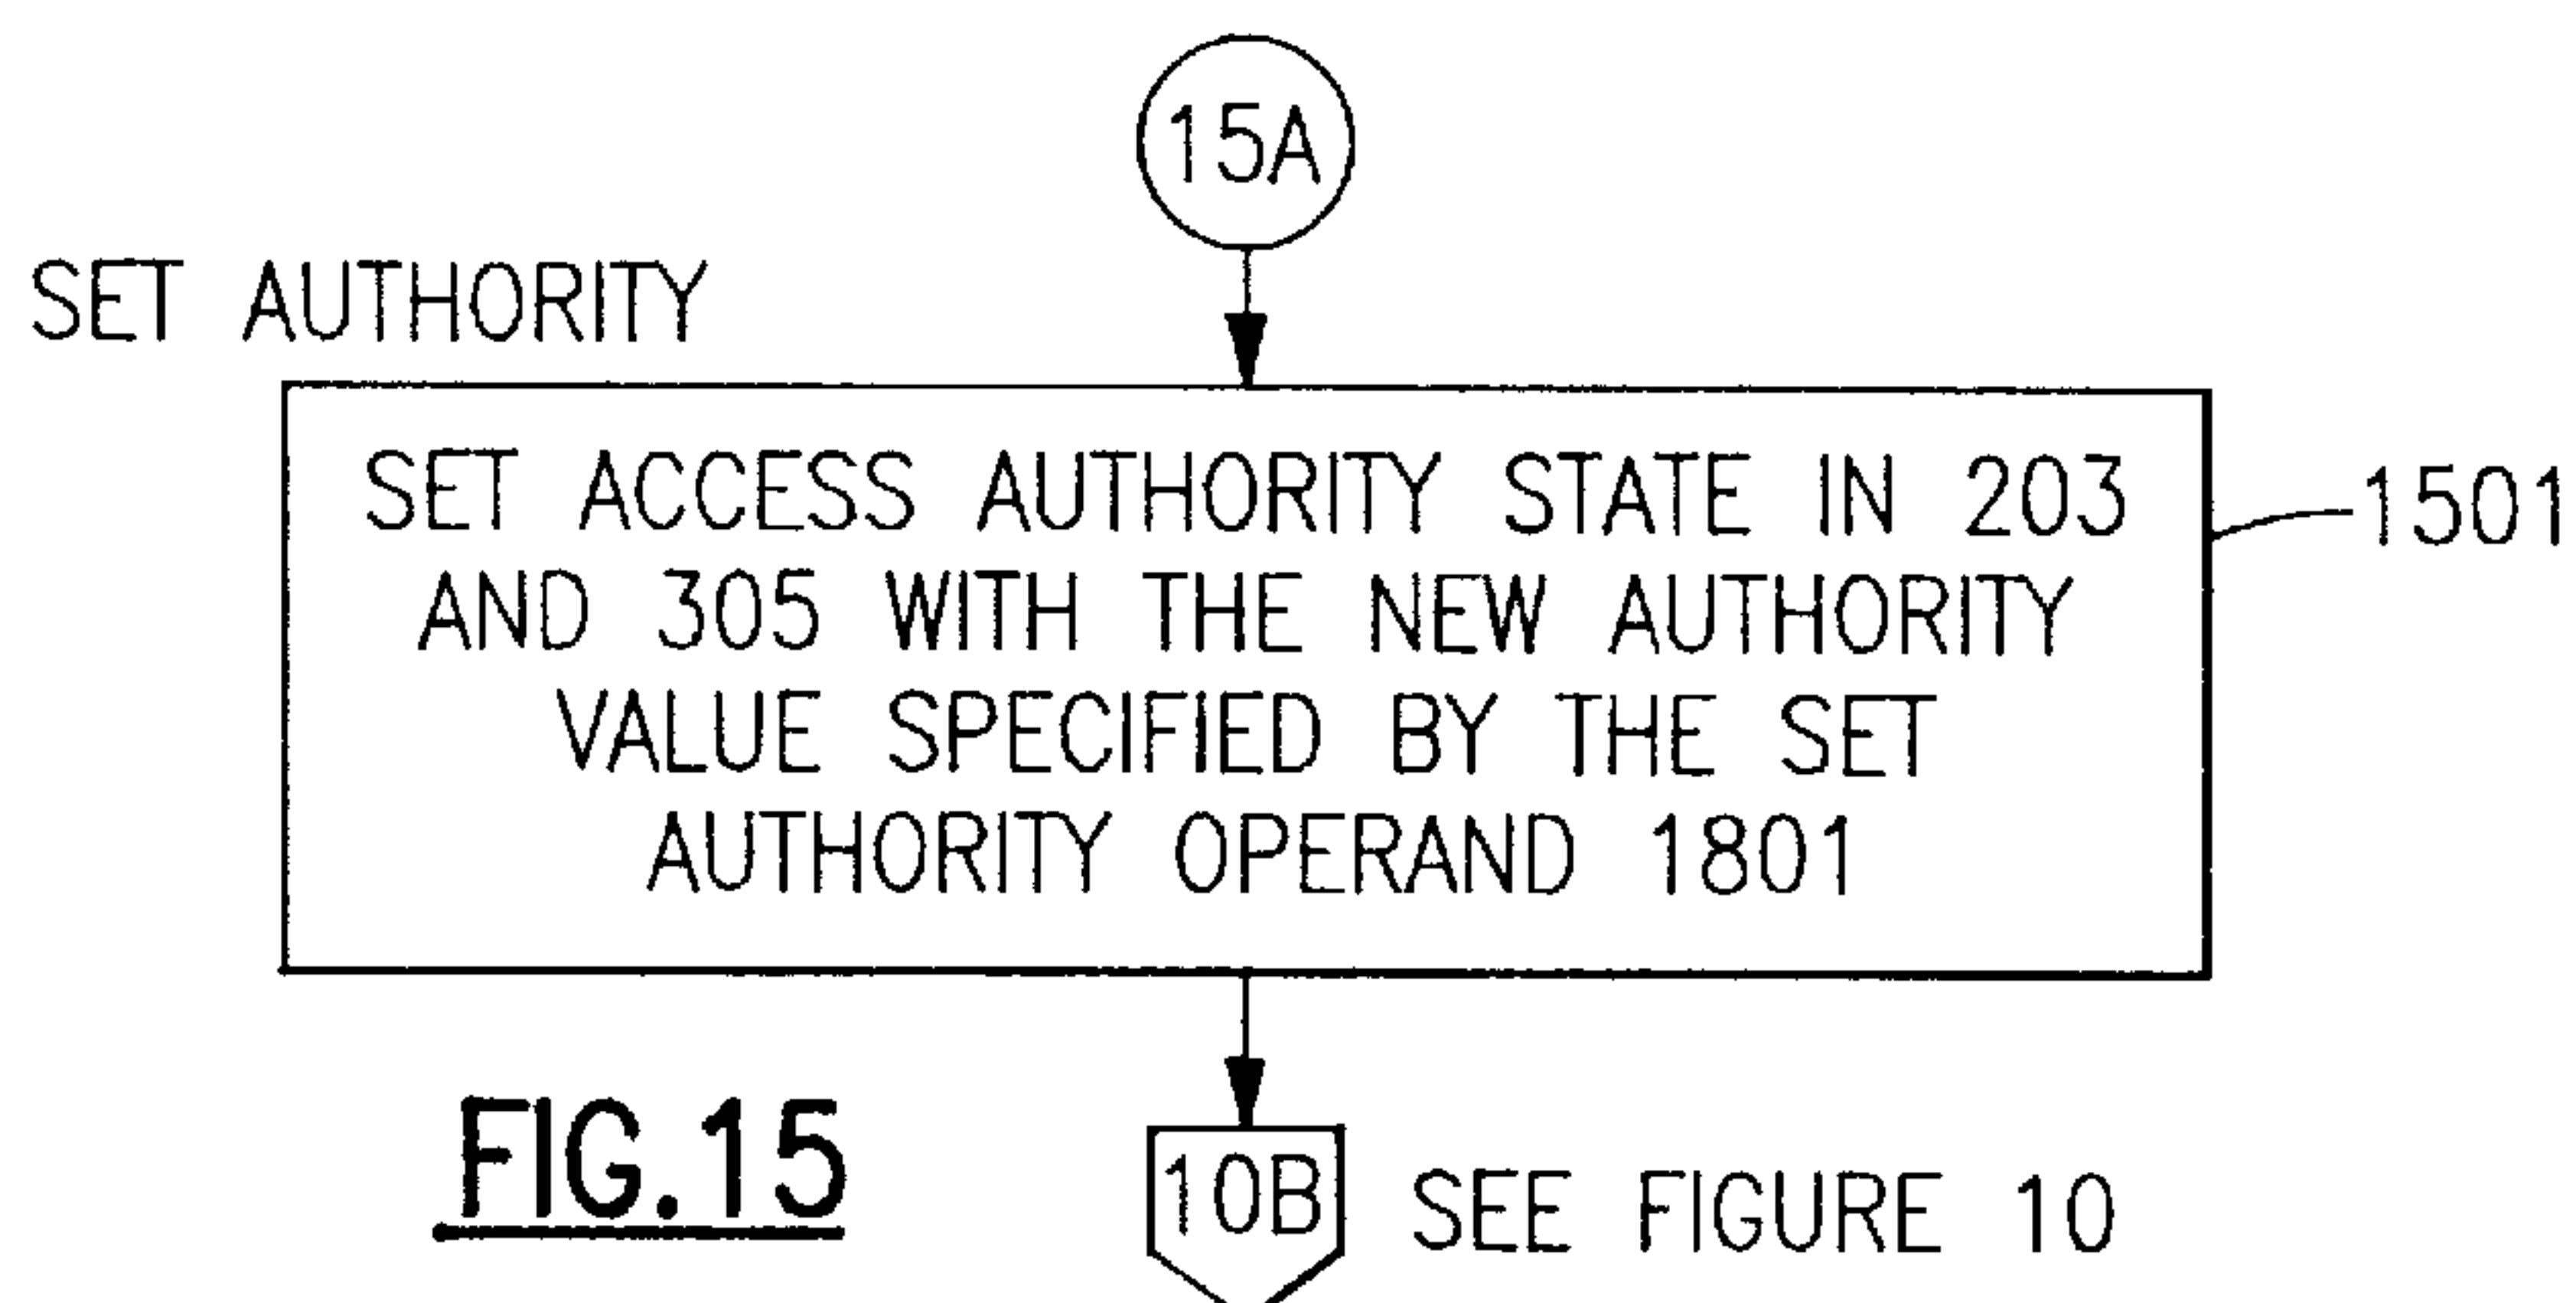 15A
SET AUTHORITY
SET ACCESS AUTHORITY STATE IN 203
AND 305 WITH THE NEW AUTHORITY
VALUE SPECIFIED BY THE SET
AUTHORITY OPERAND 1801
1501
10B
SEE FIGURE 10
FIG.15